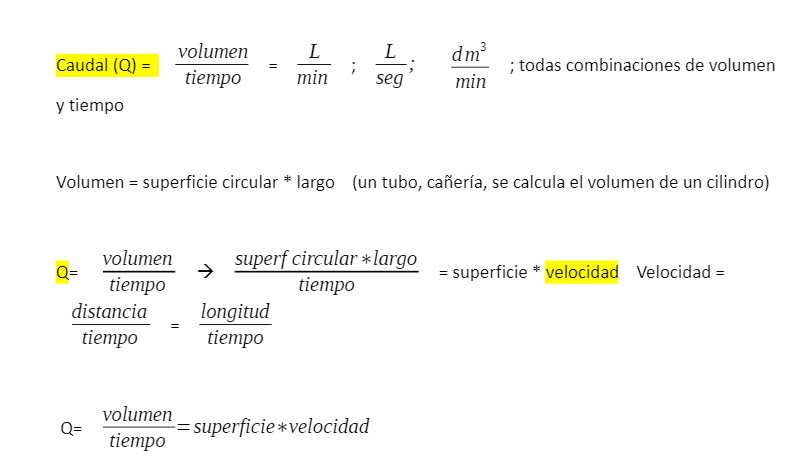 Caudal (Q) = volumen/tiempo = L/min ; L/seg ; dm³/min ; todas combinaciones de volumen
y tiempo
Volumen = superficie circular * largo (un tubo, cañería, se calcula el volumen de un cilindro)
Q= volumen/tiempo → superf circular∗largo/tiempo = superficie * velocidad Velocidad =
distancia/tiempo = longitud/tiempo
Q= volumen/tiempo = superficie∗velocidad